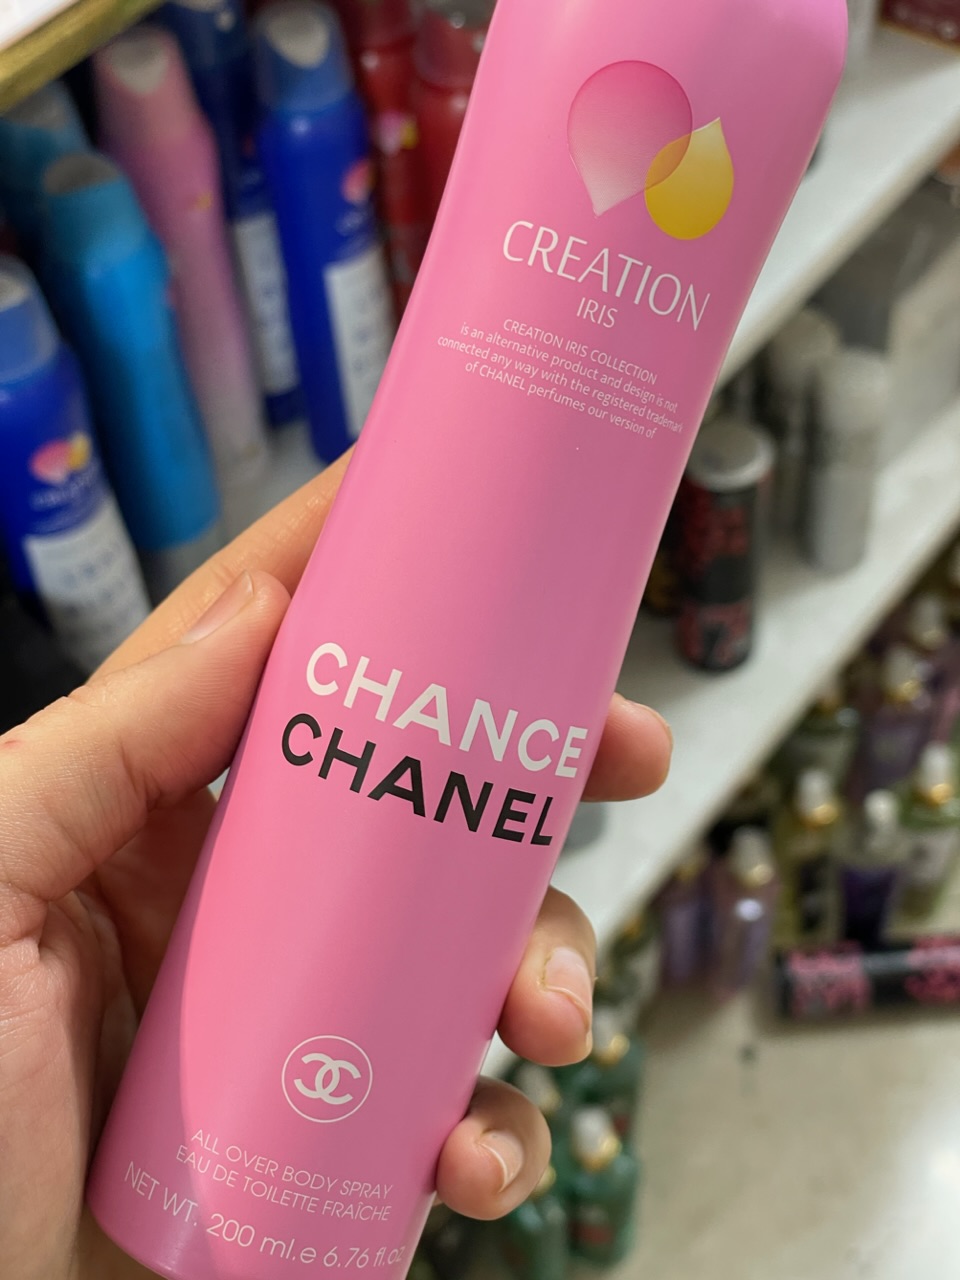 CREATION
IRIS
CREATION IRIS COLLECTION
is an alternative product and design is not
connected any way with the registered trademark
of CHANEL perfumes our version of
CHANCE
CHANEL
ALL OVER BODY SPRAY
EAU DE TOILETTE FRAÎCHE
NET WT. 200 ml.e 6.76 fl.oz